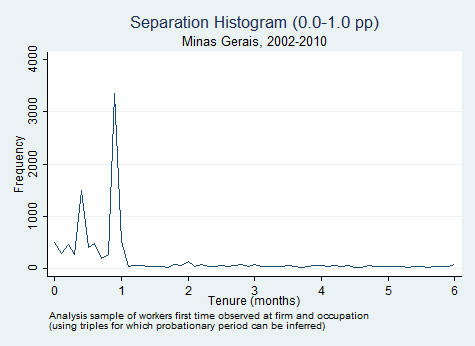 Separation Histogram (0.0-1.0 pp)
Minas Gerais, 2002-2010
Frequency
4000
3000
2000
1000
0
0 1 2 3 4 5 6
Tenure (months)
Analysis sample of workers first time observed at firm and occupation
(using triples for which probationary period can be inferred)